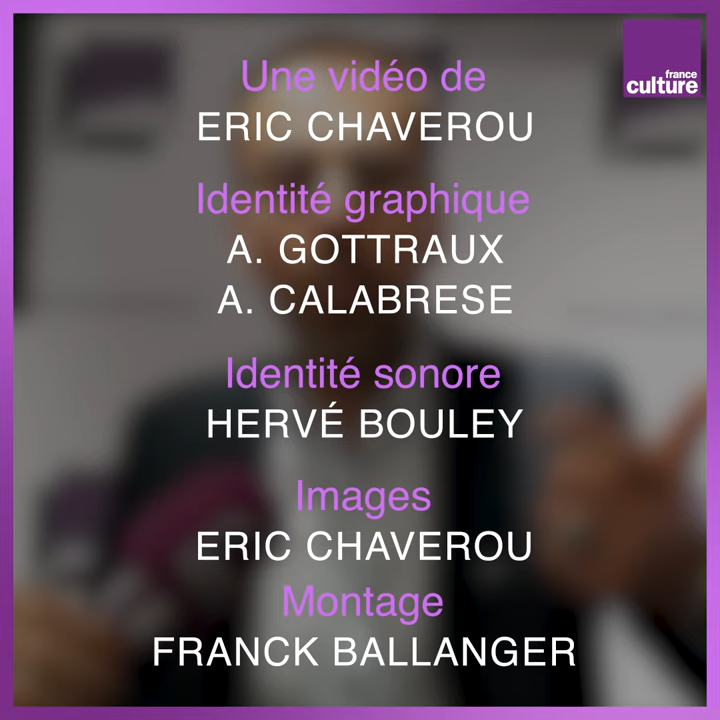 france
culture
Une vidéo de
ERIC CHAVEROU
Identité graphique
A. GOTTRAUX
A. CALABRESE
Identité sonore
HERVÉ BOULEY
Images
ERIC CHAVEROU
Montage
FRANCK BALLANGER